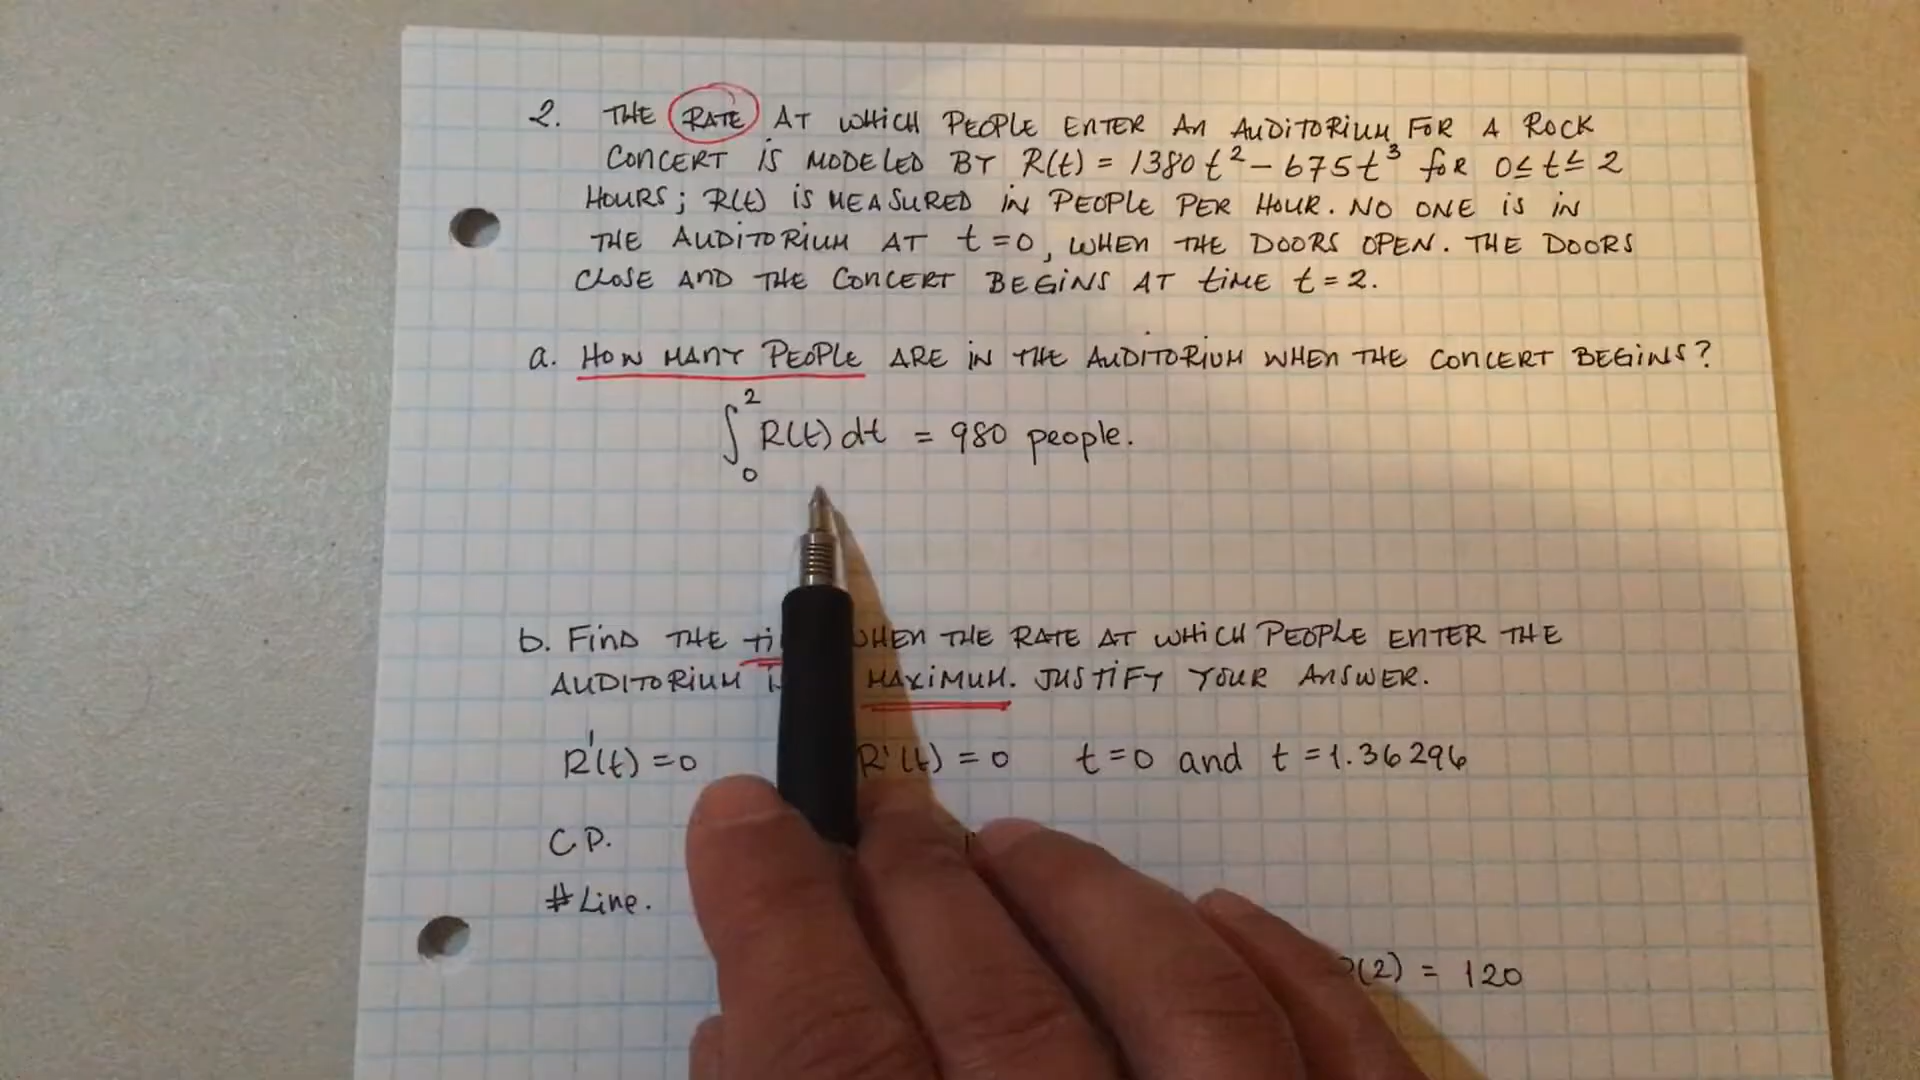 2. THE RATE AT WHICH PEOPLE ENTER AN AUDITORIUM FOR A ROCK
CONCERT IS MODELED BY R(t) = 1380t² - 675t³ for 0 ≤ t ≤ 2
HOURS; R(t) IS MEASURED IN PEOPLE PER HOUR. NO ONE IS IN
THE AUDITORIUM AT t=0, WHEN THE DOORS OPEN. THE DOORS
CLOSE AND THE CONCERT BEGINS AT TIME t=2.
a. HOW MANY PEOPLE ARE IN THE AUDITORIUM WHEN THE CONCERT BEGINS?
∫₀² R(t) dt = 980 people.
b. FIND THE WHEN THE RATE AT WHICH PEOPLE ENTER THE
AUDITORIUM MAXIMUM. JUSTIFY YOUR ANSWER.
R'(t) = 0 R'(t) = 0 t=0 and t=1.36296
C.P.
# Line.
(2) = 120